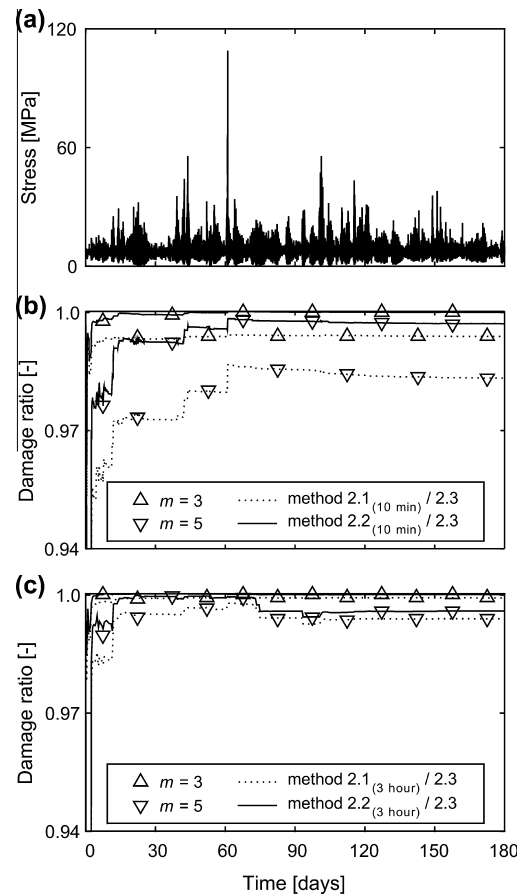 (a)
120
60
0
Stress [MPa]
(b)
1.0
0.97
0.94
Damage ratio [-]
m = 3
m = 5
method 2.1(10 min) / 2.3
method 2.2(10 min) / 2.3
(c)
1.0
0.97
0.94
Damage ratio [-]
m = 3
m = 5
method 2.1(3 hour) / 2.3
method 2.2(3 hour) / 2.3
0 30 60 90 120 150 180
Time [days]